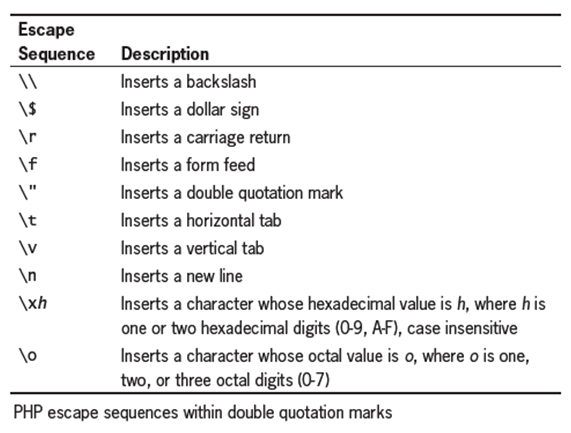 Escape
Sequence Description
\\ Inserts a backslash
\$ Inserts a dollar sign
\r Inserts a carriage return
\f Inserts a form feed
\" Inserts a double quotation mark
\t Inserts a horizontal tab
\v Inserts a vertical tab
\n Inserts a new line
\xh Inserts a character whose hexadecimal value is h, where h is
one or two hexadecimal digits (0-9, A-F), case insensitive
\o Inserts a character whose octal value is o, where o is one,
two, or three octal digits (0-7)
PHP escape sequences within double quotation marks